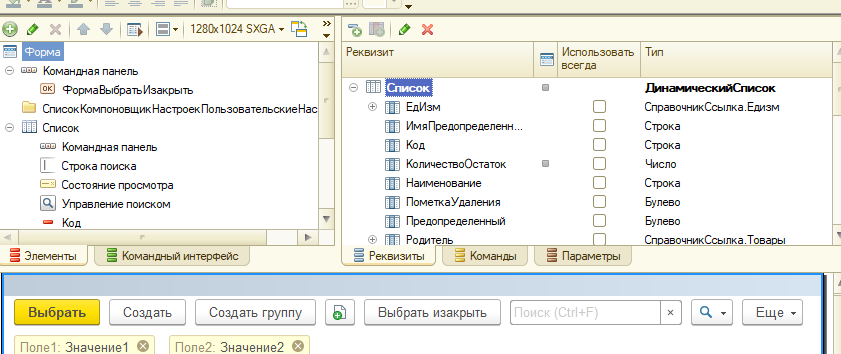 1280x1024 SXGA
Форма
Командная панель
ОК ФормаВыбратьИзакрыть
СписокКомпоновщикНастроекПользовательскиеНас
Список
Командная панель
Строка поиска
Состояние просмотра
Управление поиском
Код
Элементы Командный интерфейс
Реквизит Использовать всегда Тип
Список ДинамическийСписок
ЕдИзм СправочникСсылка.Едизм
ИмяПредопределенн... Строка
Код Строка
КоличествоОстаток Число
Наименование Строка
ПометкаУдаления Булево
Предопределенный Булево
Родитель СправочникСсылка.Товары
Реквизиты Команды Параметры
Выбрать Создать Создать группу Выбрать изакрыть Поиск (Ctrl+F) × Еще
Поле1: Значение1 Поле2: Значение2